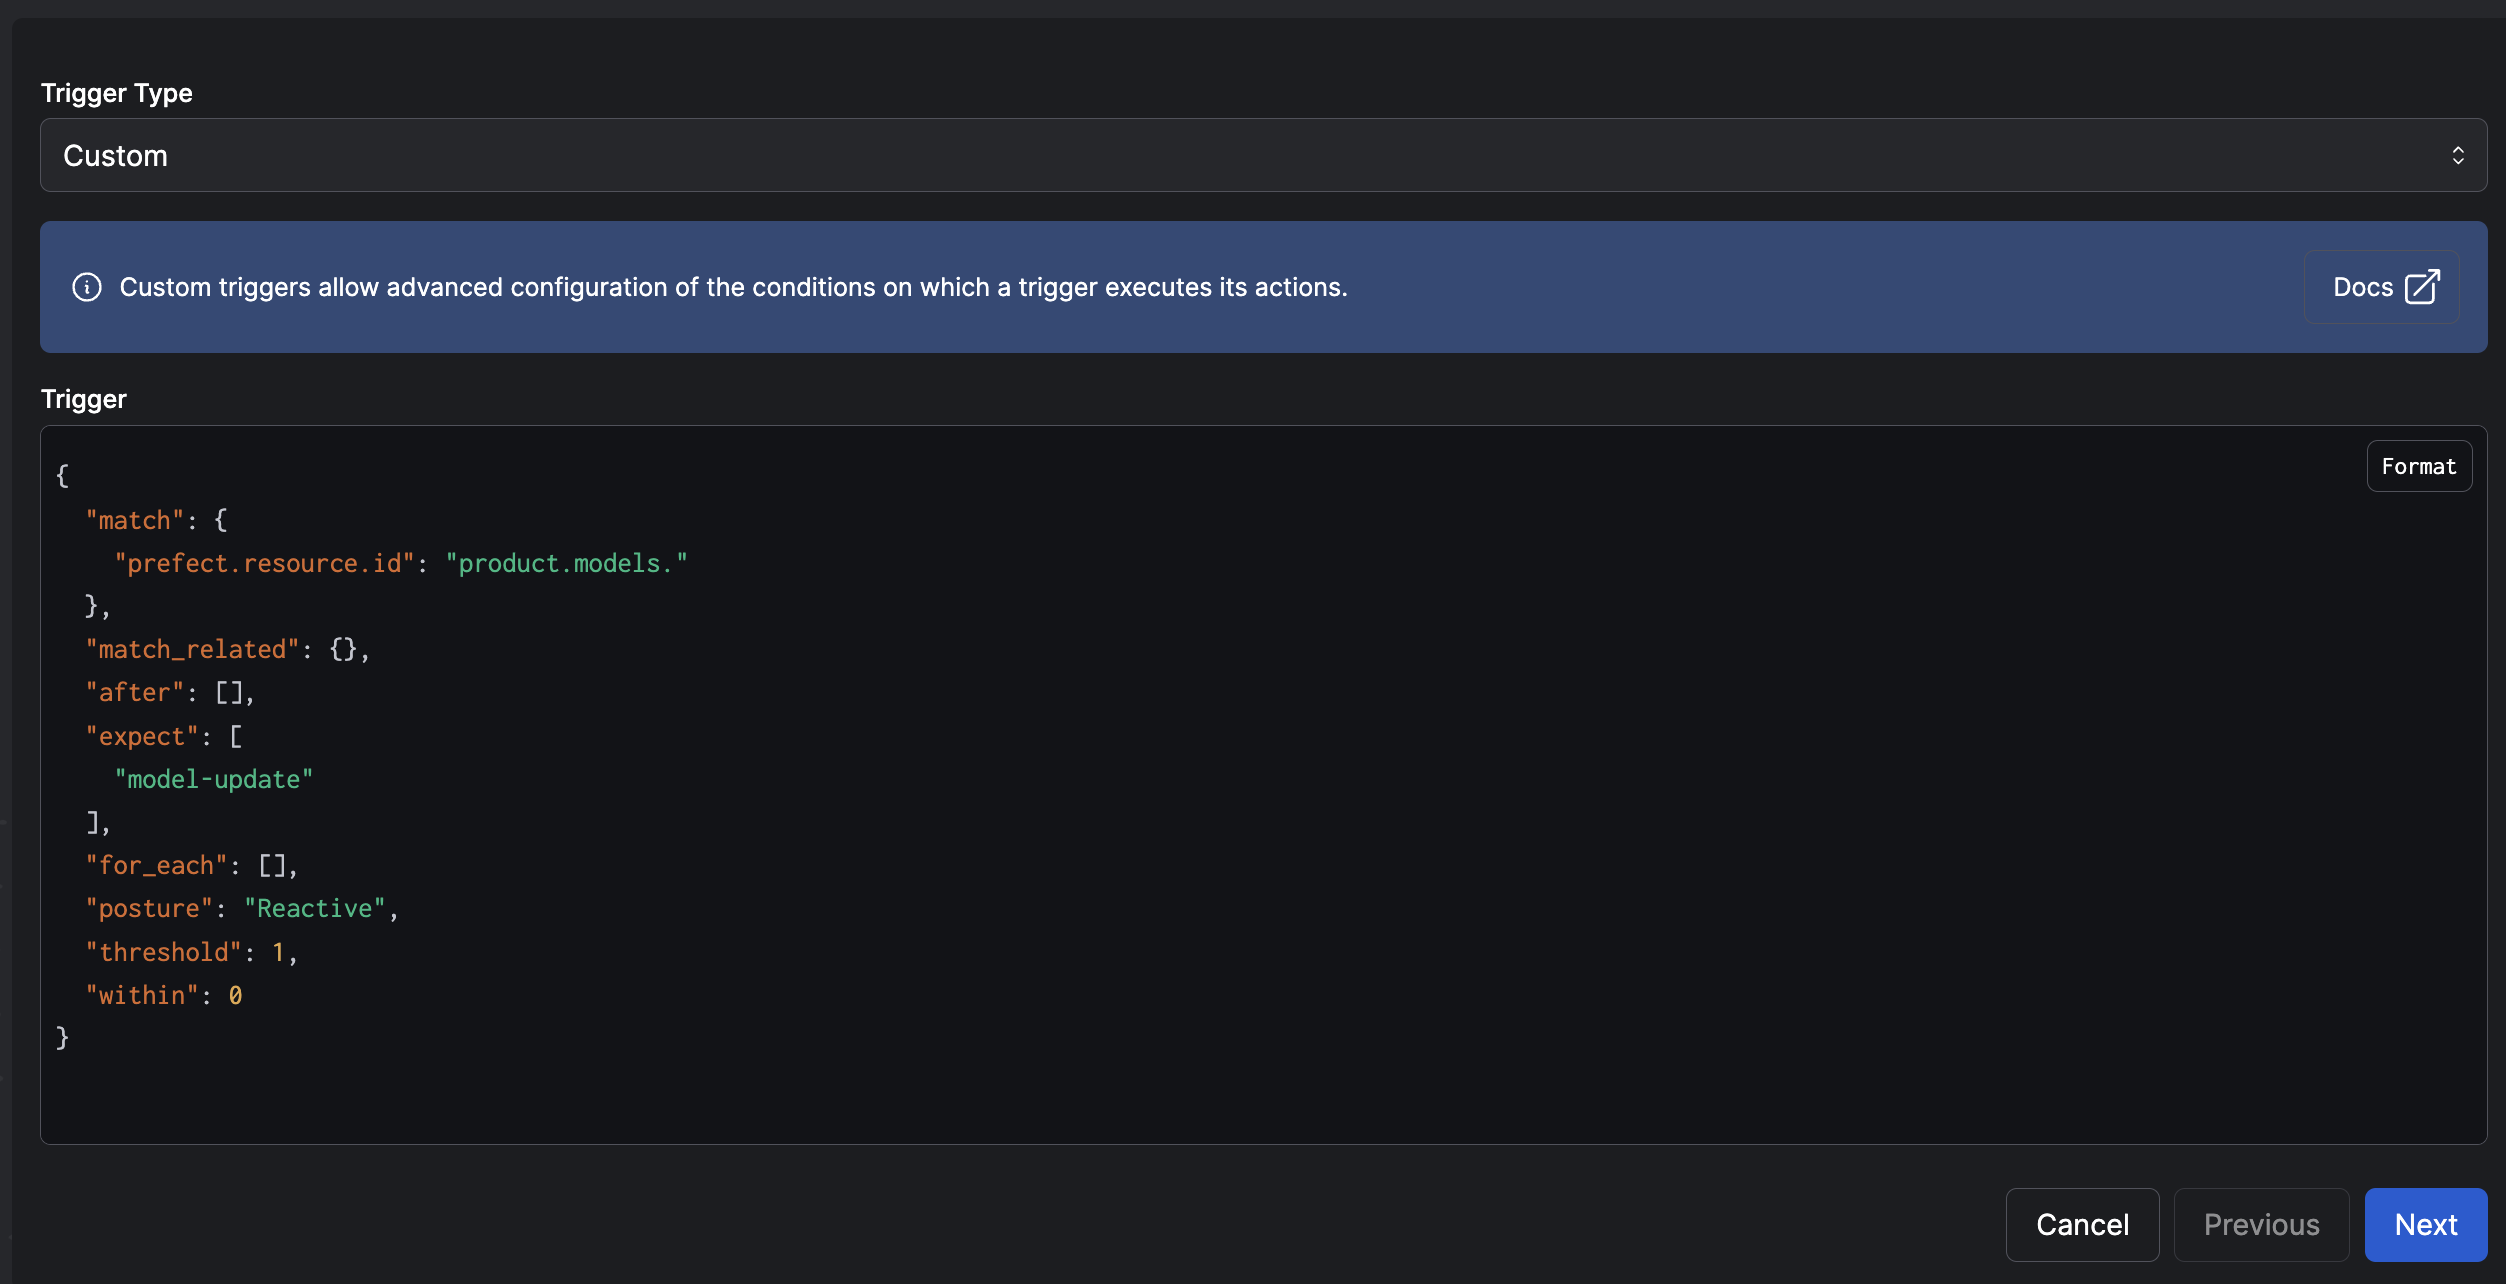 Trigger Type
Custom
Custom triggers allow advanced configuration of the conditions on which a trigger executes its actions.
Docs
Trigger
Format
{
  "match": {
    "prefect.resource.id": "product.models."
  },
  "match_related": {},
  "after": [],
  "expect": [
    "model-update"
  ],
  "for_each": [],
  "posture": "Reactive",
  "threshold": 1,
  "within": 0
}
Cancel
Previous
Next